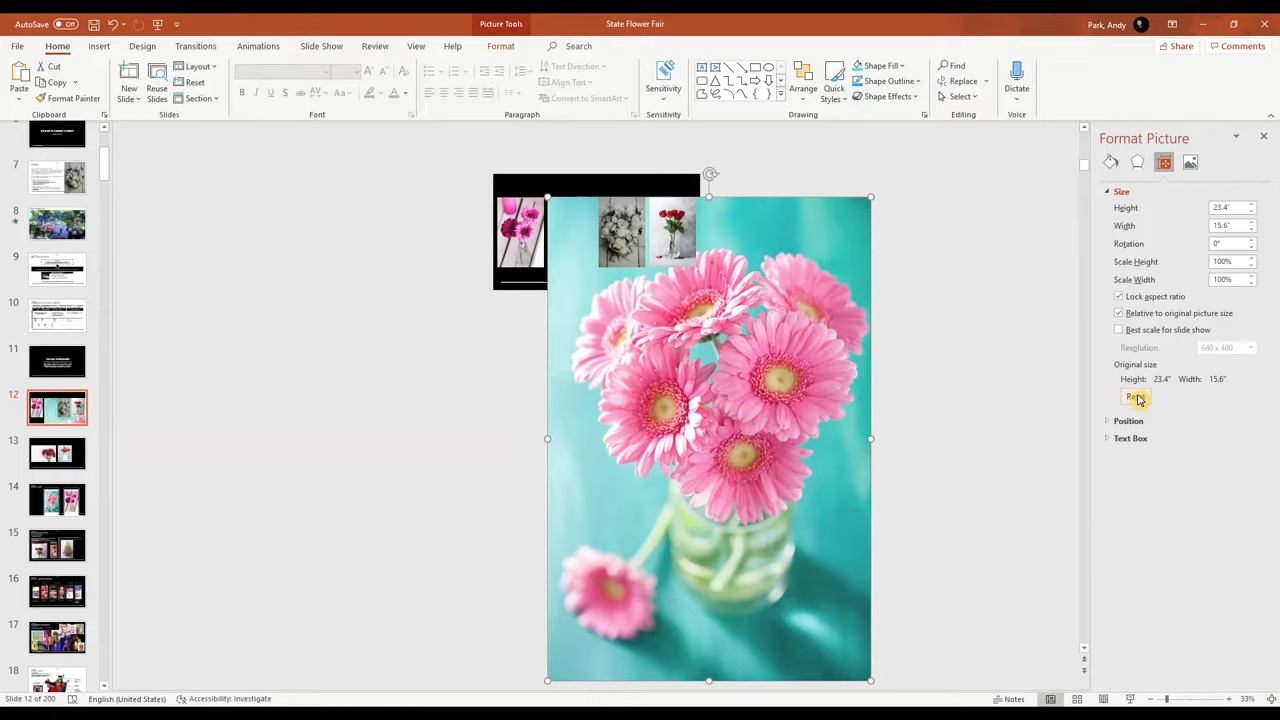 AutoSave Off Picture Tools State Flower Fair Park, Andy
File Home Insert Design Transitions Animations Slide Show Review View Help Format Search Share Comments
Paste
Cut
Copy
Format Painter
Clipboard
New Slides
Reuse Slides
Layout
Reset
Section
Slides
B I U S AV Aa A
Font
Text Direction
Align Text
Convert to SmartArt
Paragraph
Sensitivity
Sensitivity
Arrange
Quick Styles
Shape Fill
Shape Outline
Shape Effects
Drawing
Find
Replace
Select
Editing
Dictate
Voice
7
8
9
10
11
12
13
14
15
16
17
18
Format Picture
Size
Height 23.4"
Width 15.6"
Rotation 0°
Scale Height 100%
Scale Width 100%
Lock aspect ratio
Relative to original picture size
Best scale for slide show
Resolution 640 x 480
Original size
Height: 23.4" Width: 15.6"
Reset
Position
Text Box
Slide 12 of 200 English (United States) Accessibility: Investigate Notes 33%